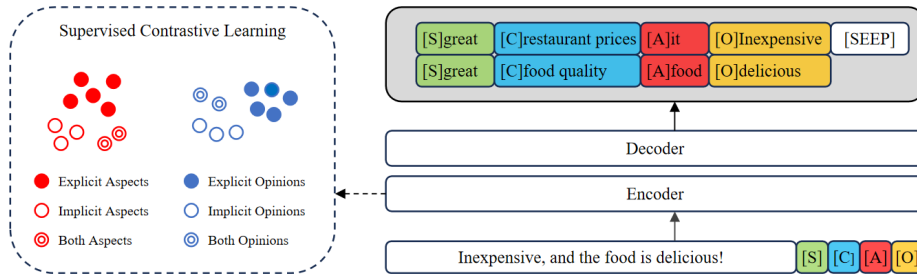 Supervised Contrastive Learning
Explicit Aspects
Explicit Opinions
Implicit Aspects
Implicit Opinions
Both Aspects
Both Opinions
[S]great [C]restaurant prices [A]it [O]Inexpensive [SEEP]
[S]great [C]food quality [A]food [O]delicious
Decoder
Encoder
Inexpensive, and the food is delicious! [S] [C] [A] [O]